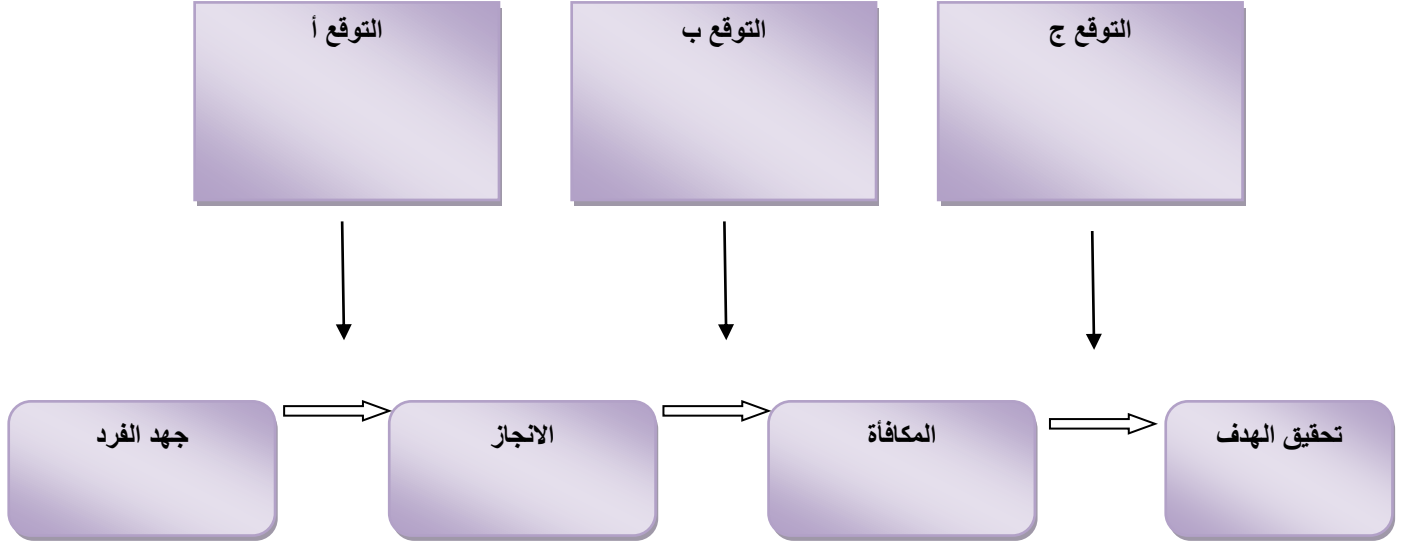 التوقع أ
التوقع ب
التوقع ج
جهد الفرد
الانجاز
المكافأة
تحقيق الهدف